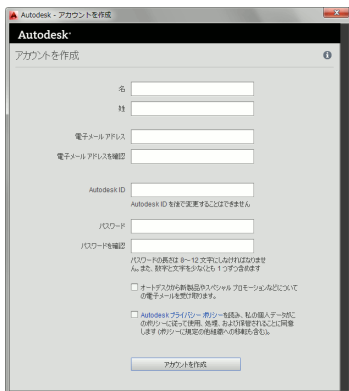 Autodesk - アカウントを作成
Autodesk
アカウントを作成
名
姓
電子メール アドレス
電子メール アドレスを確認
Autodesk ID
Autodesk ID を後で変更することはできません
パスワード
パスワードを確認
パスワードの長さは 8～12 文字にしなければなりませ
ん。また、数字と文字を少なくとも 1 つずつ含めます
オートデスクから新製品やスペシャル プロモーションなどについて
の電子メールを受け取ります。
Autodesk プライバシー ポリシーを読み、私の個人データがこ
のポリシーに従って使用、処理、および保管されることに同意
します (ポリシーに規定の他組織への移転も含む)。
アカウントを作成